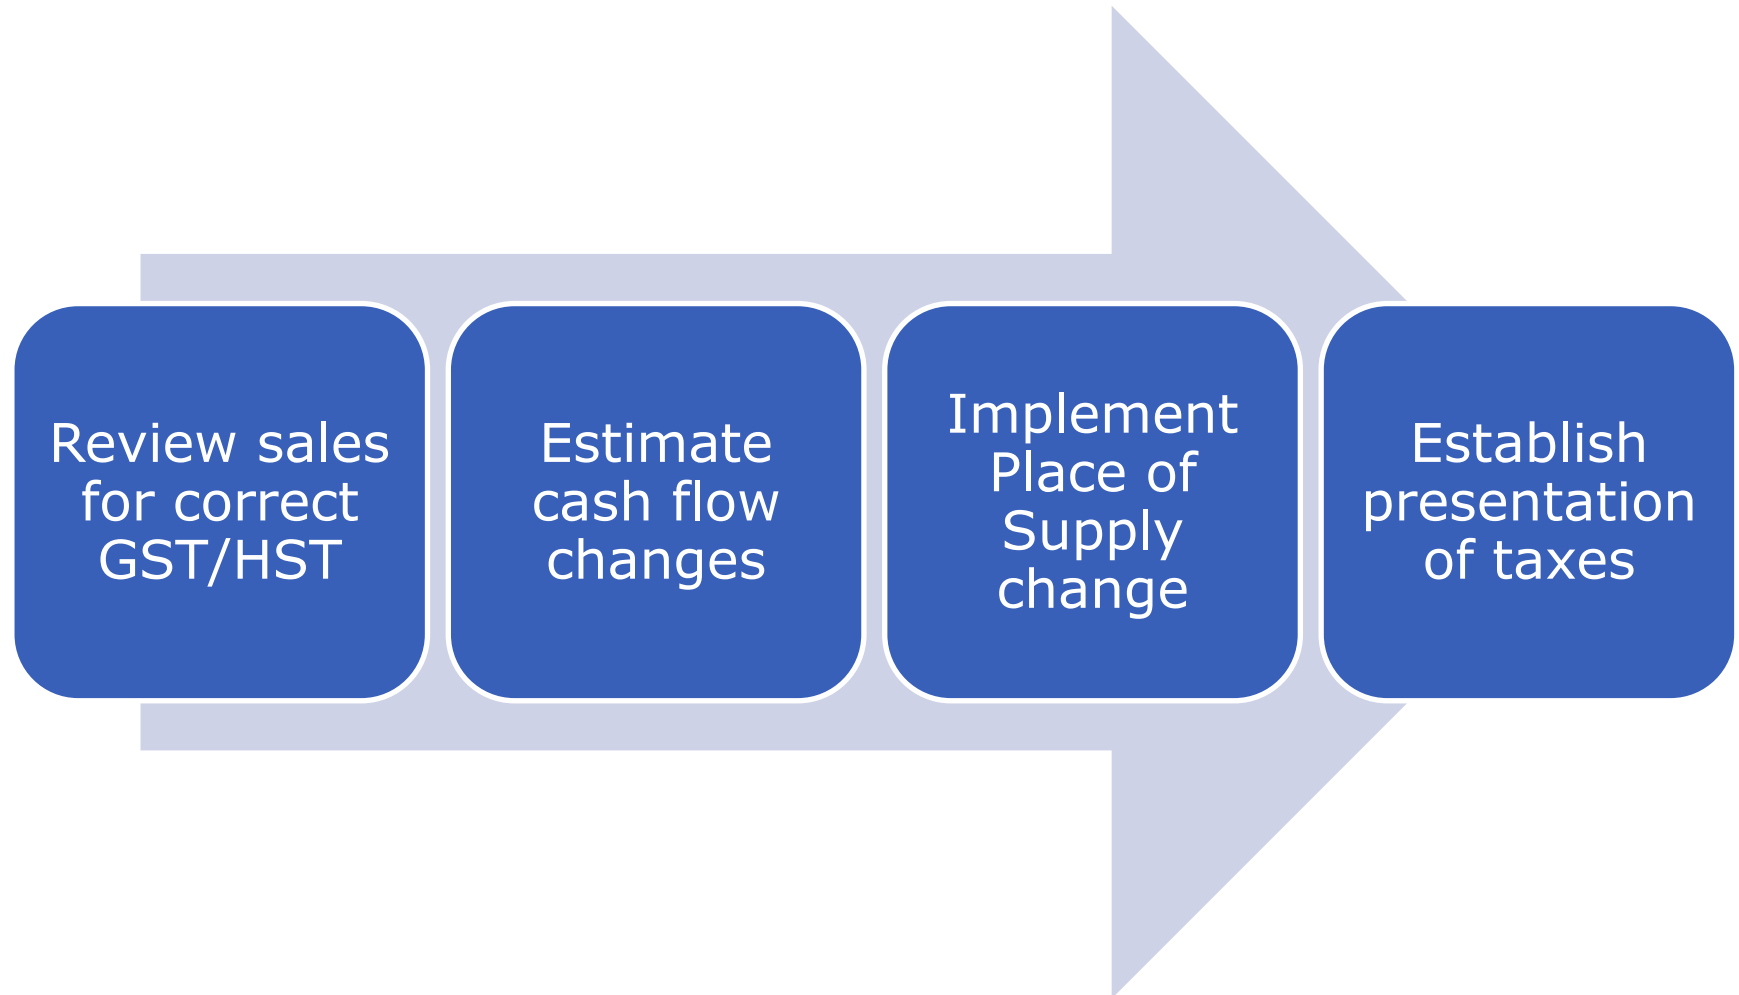 Review sales
for correct
GST/HST
Estimate
cash flow
changes
Implement
Place of
Supply
change
Establish
presentation
of taxes